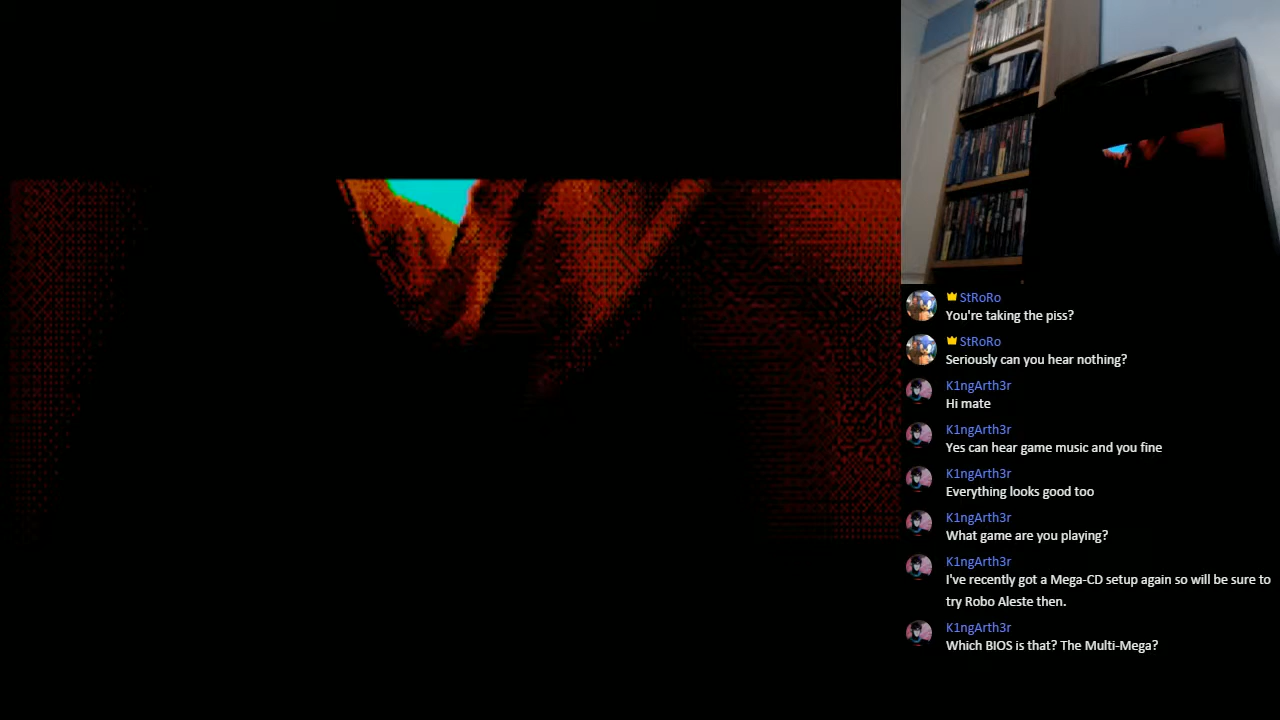 StRoRo
You're taking the piss?
StRoRo
Seriously can you hear nothing?
K1ngArth3r
Hi mate
K1ngArth3r
Yes can hear game music and you fine
K1ngArth3r
Everything looks good too
K1ngArth3r
What game are you playing?
K1ngArth3r
I've recently got a Mega-CD setup again so will be sure to
try Robo Aleste then.
K1ngArth3r
Which BIOS is that? The Multi-Mega?